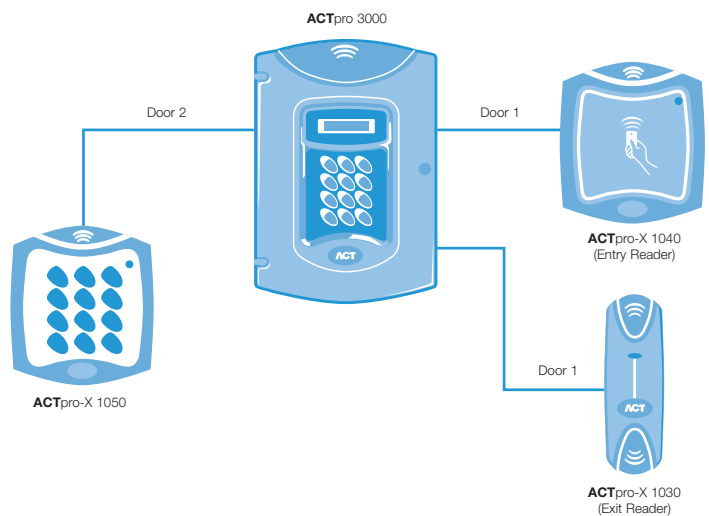 ACTpro 3000
Door 2
Door 1
ACT
ACTpro-X 1040
(Entry Reader)
Door 1
ACT
ACTpro-X 1050
ACTpro-X 1030
(Exit Reader)